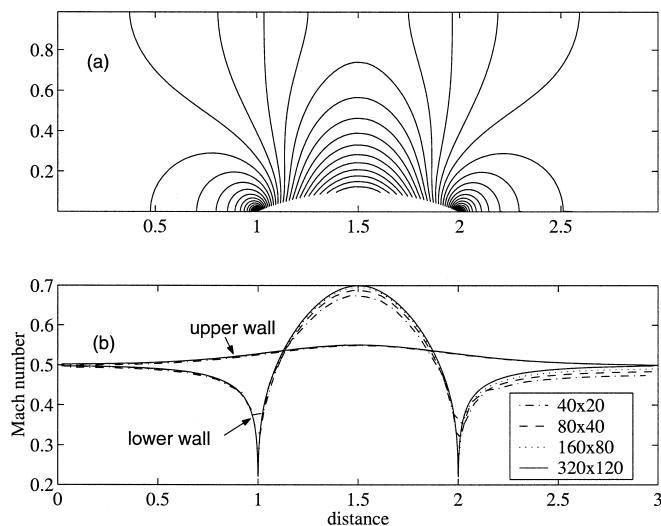 (a)
0.8
0.6
0.4
0.2
0.5 1 1.5 2 2.5
0.7
0.6
0.5
0.4
0.3
0.2
Mach number
(b)
upper wall
lower wall
40x20
80x40
160x80
320x120
0 0.5 1 1.5 2 2.5 3
distance